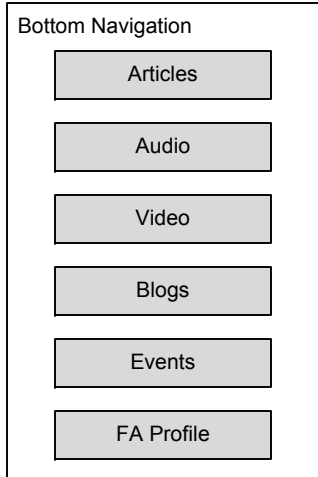 Bottom Navigation
Articles
Audio
Video
Blogs
Events
FA Profile